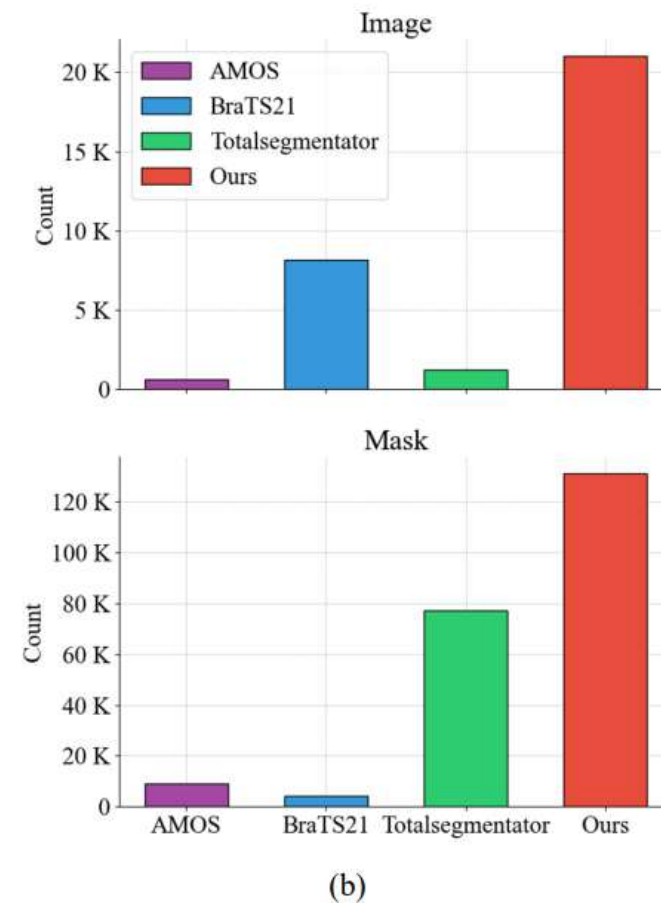 Image
20 K
15 K
10 K
5 K
0
Count
AMOS
BraTS21
Totalsegmentator
Ours
Mask
120 K
100 K
80 K
60 K
40 K
20 K
0
Count
AMOS BraTS21 Totalsegmentator Ours
(b)